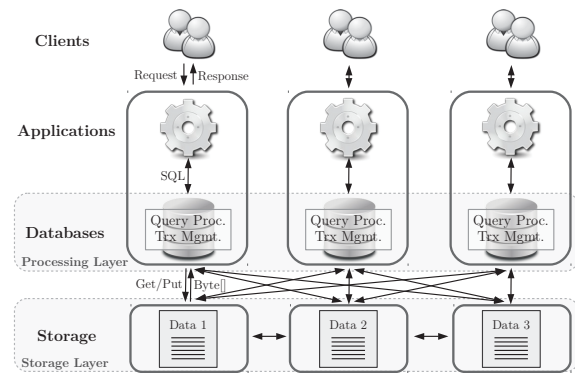 Clients
Request
Response
Applications
SQL
Databases
Processing Layer
Query Proc.
Trx Mgmt.
Query Proc.
Trx Mgmt.
Query Proc.
Trx Mgmt.
Get/Put
Byte[]
Storage
Storage Layer
Data 1
Data 2
Data 3